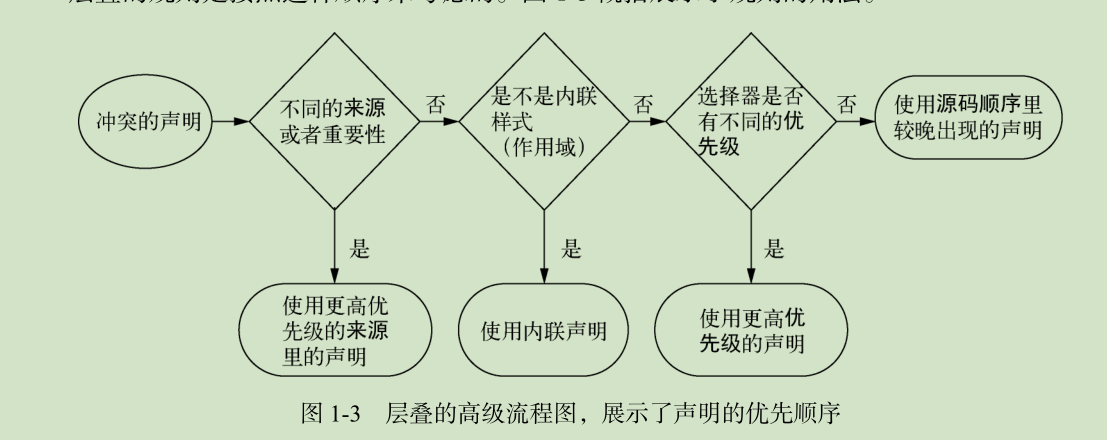 冲突的声明
不同的来源
或者重要性
否
是不是内联
样式
（作用域）
否
选择器是否
有不同的优
先级
否
使用源码顺序里
较晚出现的声明
是
是
是
使用更高优
先级的来源
里的声明
使用内联声明
使用更高优
先级的声明
图 1-3 层叠的高级流程图，展示了声明的优先顺序